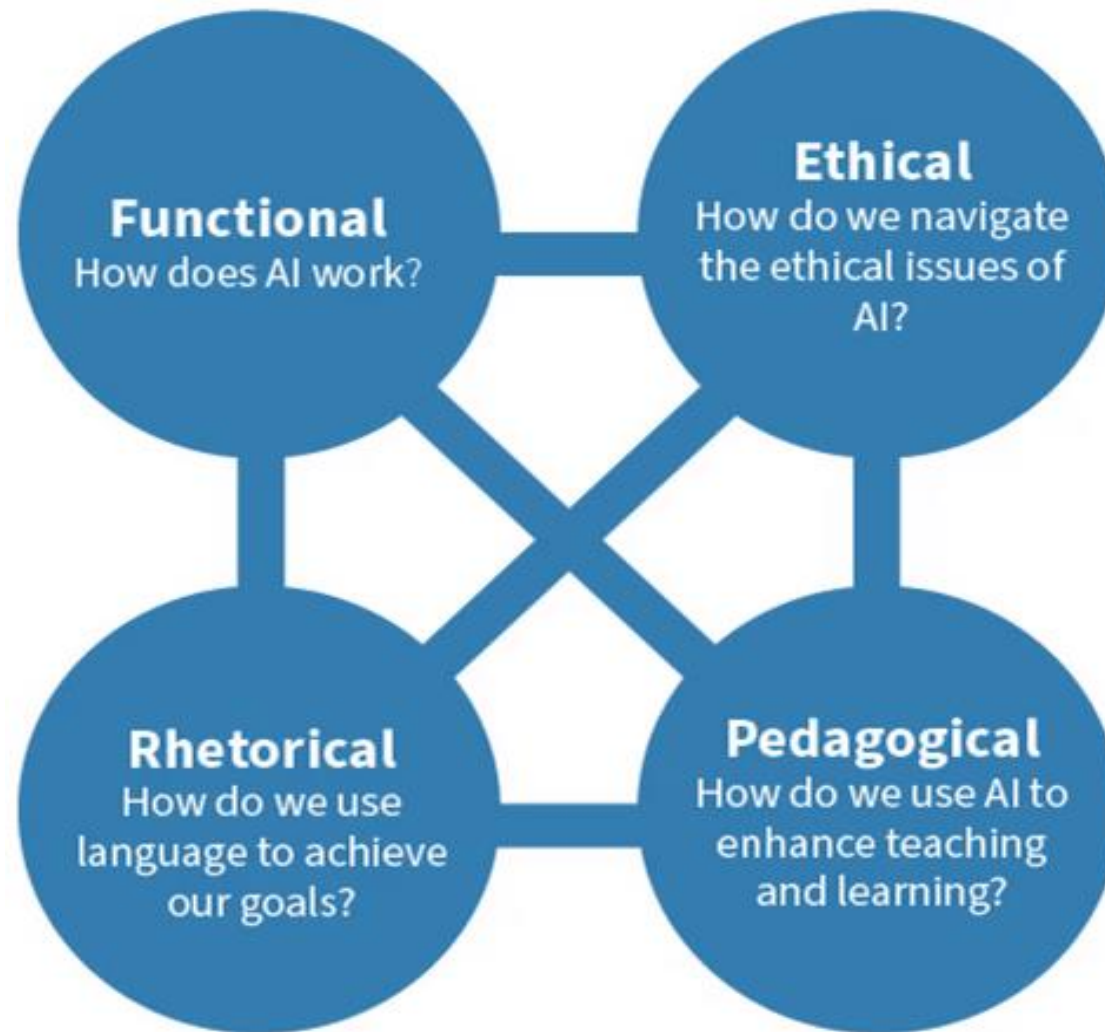 Functional
How does AI work?
Ethical
How do we navigate
the ethical issues of
AI?
Rhetorical
How do we use
language to achieve
our goals?
Pedagogical
How do we use AI to
enhance teaching
and learning?